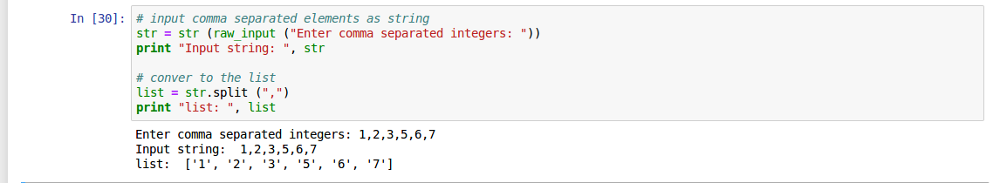 In [30]: # input comma separated elements as string
str = str (raw_input ("Enter comma separated integers: "))
print "Input string: ", str
# conver to the list
list = str.split (",")
print "list: ", list
Enter comma separated integers: 1,2,3,5,6,7
Input string:  1,2,3,5,6,7
list:  ['1', '2', '3', '5', '6', '7']